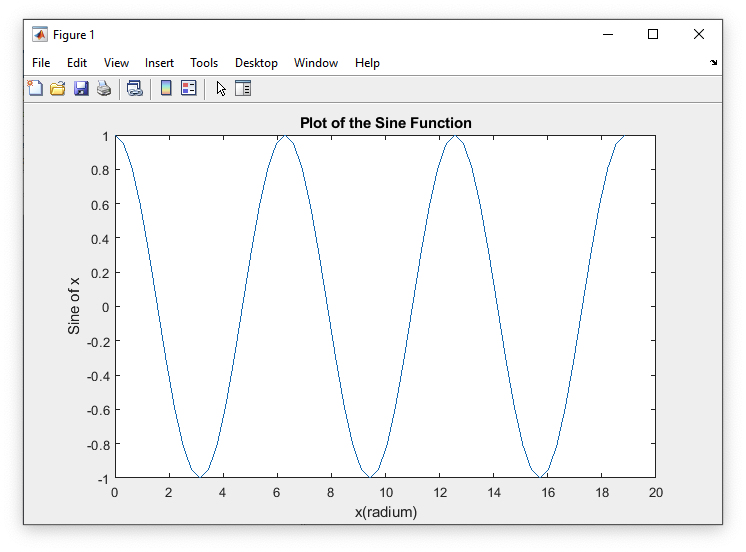 Figure 1
File Edit View Insert Tools Desktop Window Help
Plot of the Sine Function
1
0.8
0.6
0.4
0.2
0
-0.2
-0.4
-0.6
-0.8
-1
Sine of x
0 2 4 6 8 10 12 14 16 18 20
x(radium)